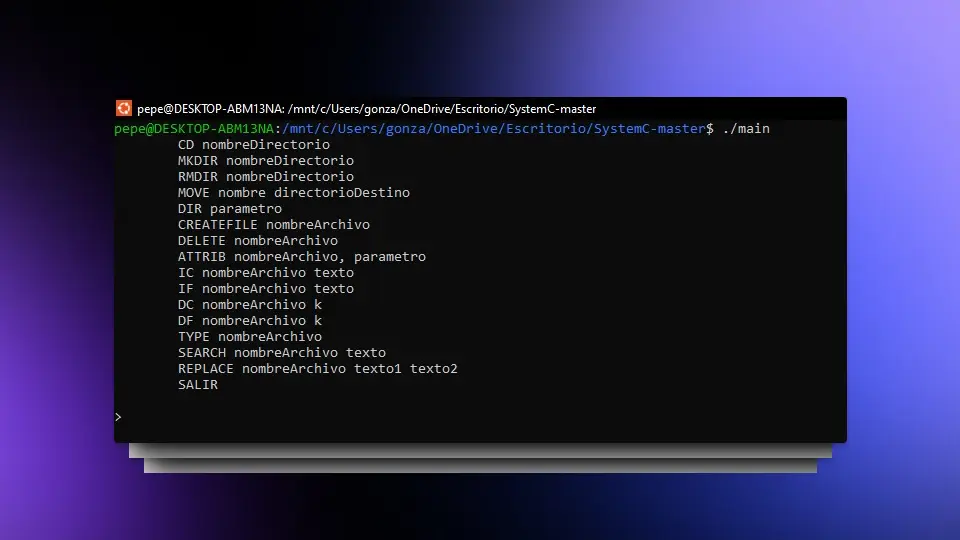 pepe@DESKTOP-ABM13NA: /mnt/c/Users/gonza/OneDrive/Escritorio/SystemC-master
pepe@DESKTOP-ABM13NA:/mnt/c/Users/gonza/OneDrive/Escritorio/SystemC-master$ ./main
CD nombreDirectorio
MKDIR nombreDirectorio
RMDIR nombreDirectorio
MOVE nombre directorioDestino
DIR parametro
CREATEFILE nombreArchivo
DELETE nombreArchivo
ATTRIB nombreArchivo, parametro
IC nombreArchivo texto
IF nombreArchivo texto
DC nombreArchivo k
DF nombreArchivo k
TYPE nombreArchivo
SEARCH nombreArchivo texto
REPLACE nombreArchivo texto1 texto2
SALIR
>